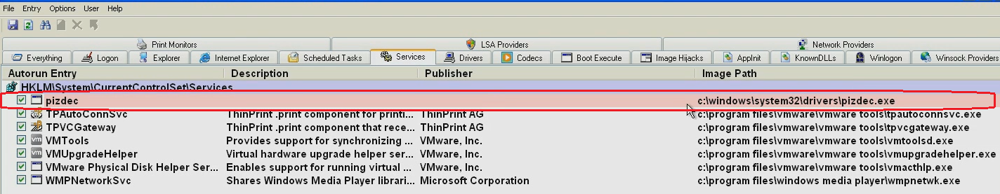 File Entry Options User Help
Print Monitors LSA Providers Network Providers
Everything Logon Explorer Internet Explorer Scheduled Tasks Services Drivers Codecs Boot Execute Image Hijacks AppInit KnownDLLs Winlogon Winsock Providers
Autorun Entry Description Publisher Image Path
HKLM\System\CurrentControlSet\Services
pizdec c:\windows\system32\drivers\pizdec.exe
TPAutoConnSvc ThinPrint .print component for printi... ThinPrint AG c:\program files\vmware\vmware tools\tpautoconnsvc.exe
TPVCGateway ThinPrint .print component that rece... ThinPrint AG c:\program files\vmware\vmware tools\tpvcgateway.exe
VMTools Provides support for synchronizing ... VMware, Inc. c:\program files\vmware\vmware tools\vmtoolsd.exe
VMUpgradeHelper Virtual hardware upgrade helper ser... VMware, Inc. c:\program files\vmware\vmware tools\vmupgradehelper.exe
VMware Physical Disk Helper Ser... Enables support for running virtual ... VMware, Inc. c:\program files\vmware\vmware tools\vmacthlp.exe
WMPNetworkSvc Shares Windows Media Player librari... Microsoft Corporation c:\program files\windows media player\wmpnetwk.exe